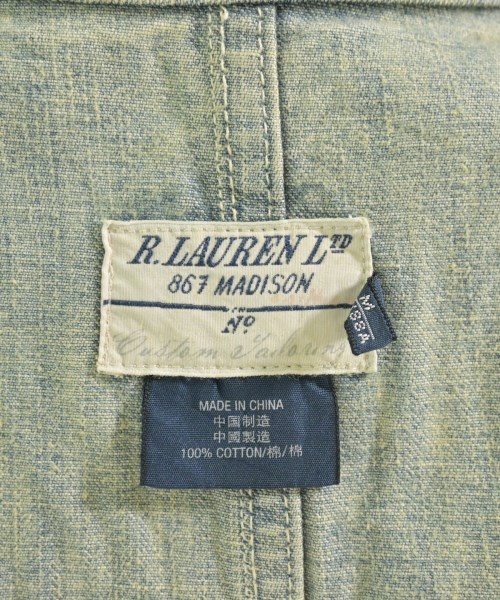 R. LAUREN LTD
867 MADISON
Nº
Custom Tailoring
M
MADE IN CHINA
中国制造
中國製造
100% COTTON/棉/棉